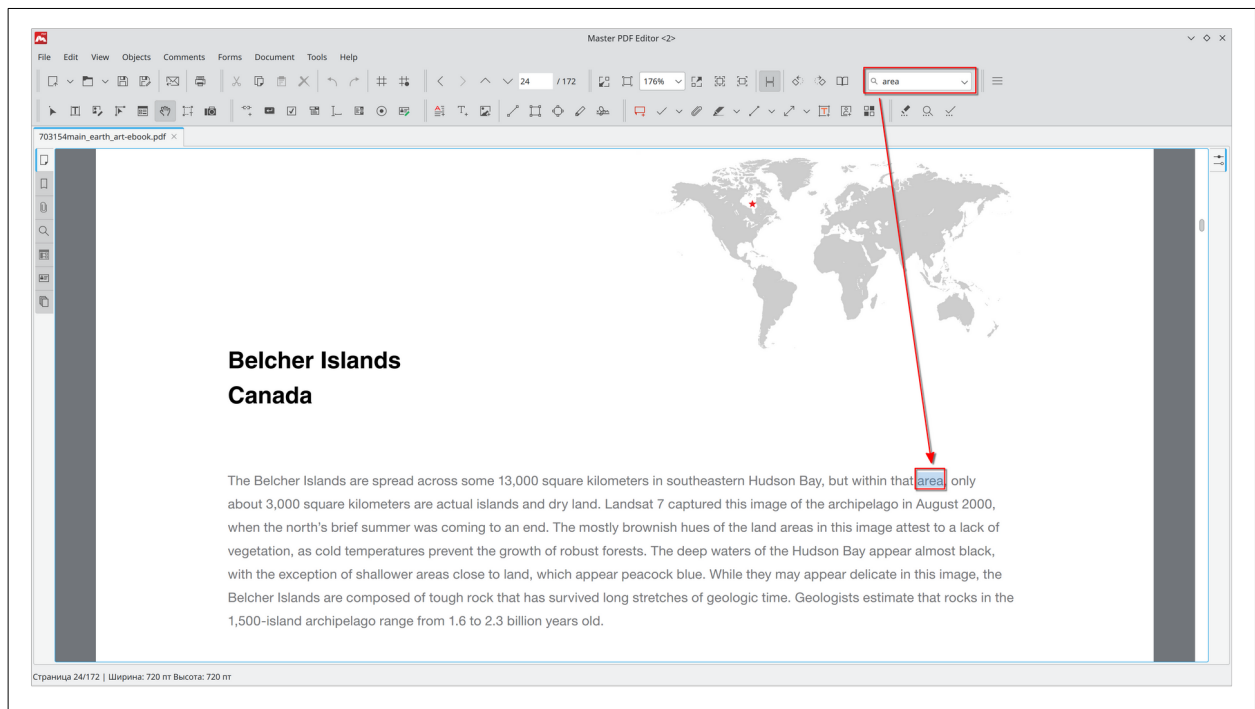 Master PDF Editor <2>
File Edit View Objects Comments Forms Document Tools Help
24 / 172 176% area
703154main_earth_art-ebook.pdf
Belcher Islands
Canada
The Belcher Islands are spread across some 13,000 square kilometers in southeastern Hudson Bay, but within that area, only
about 3,000 square kilometers are actual islands and dry land. Landsat 7 captured this image of the archipelago in August 2000,
when the north’s brief summer was coming to an end. The mostly brownish hues of the land areas in this image attest to a lack of
vegetation, as cold temperatures prevent the growth of robust forests. The deep waters of the Hudson Bay appear almost black,
with the exception of shallower areas close to land, which appear peacock blue. While they may appear delicate in this image, the
Belcher Islands are composed of tough rock that has survived long stretches of geologic time. Geologists estimate that rocks in the
1,500-island archipelago range from 1.6 to 2.3 billion years old.
Страница 24/172 | Ширина: 720 пт Высота: 720 пт